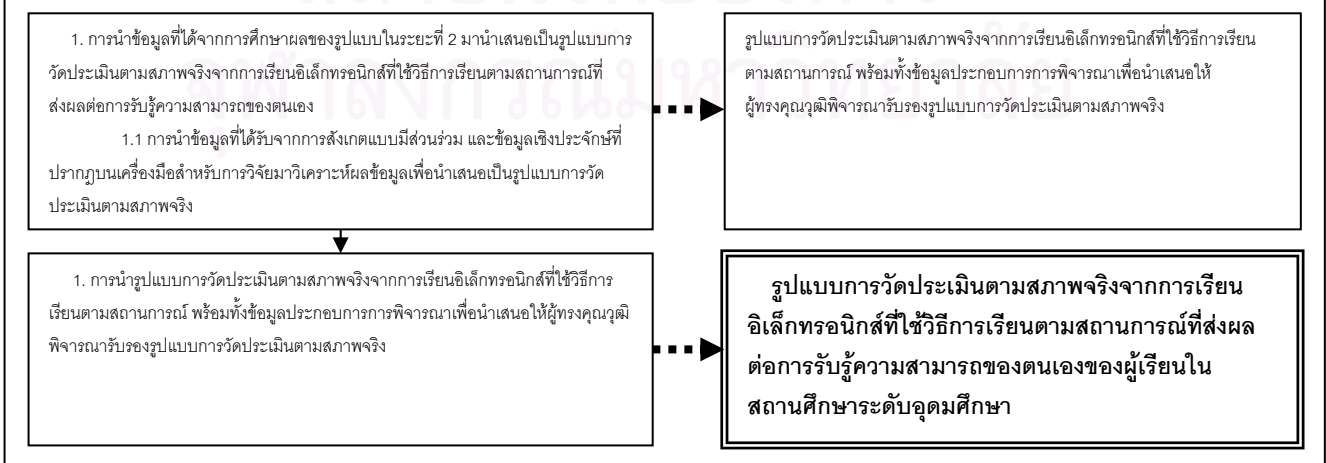 1. การนำข้อมูลที่ได้จากการศึกษาผลของรูปแบบในระยะที่ 2 มานำเสนอเป็นรูปแบบการ
วัดประเมินตามสภาพจริงจากการเรียนอิเล็กทรอนิกส์ที่ใช้วิธีการเรียนตามสถานการณ์ที่
ส่งผลต่อการรับรู้ความสามารถของตนเอง
1.1 การนำข้อมูลที่ได้รับจากการสังเกตแบบมีส่วนร่วม และข้อมูลเชิงประจักษ์ที่
ปรากฎบนเครื่องมือสำหรับการวิจัยมาวิเคราะห์ผลข้อมูลเพื่อนำเสนอเป็นรูปแบบการวัด
ประเมินตามสภาพจริง
รูปแบบการวัดประเมินตามสภาพจริงจากการเรียนอิเล็กทรอนิกส์ที่ใช้วิธีการเรียน
ตามสถานการณ์ พร้อมทั้งข้อมูลประกอบการการพิจารณาเพื่อนำเสนอให้
ผู้ทรงคุณวุฒิพิจารณารับรองรูปแบบการวัดประเมินตามสภาพจริง
1. การนำรูปแบบการวัดประเมินตามสภาพจริงจากการเรียนอิเล็กทรอนิกส์ที่ใช้วิธีการ
เรียนตามสถานการณ์ พร้อมทั้งข้อมูลประกอบการการพิจารณาเพื่อนำเสนอให้ผู้ทรงคุณวุฒิ
พิจารณารับรองรูปแบบการวัดประเมินตามสภาพจริง
รูปแบบการวัดประเมินตามสภาพจริงจากการเรียน
อิเล็กทรอนิกส์ที่ใช้วิธีการเรียนตามสถานการณ์ที่ส่งผล
ต่อการรับรู้ความสามารถของตนเองของผู้เรียนใน
สถานศึกษาระดับอุดมศึกษา
จุฬาลงกรณ์มหาวิทยาลัย